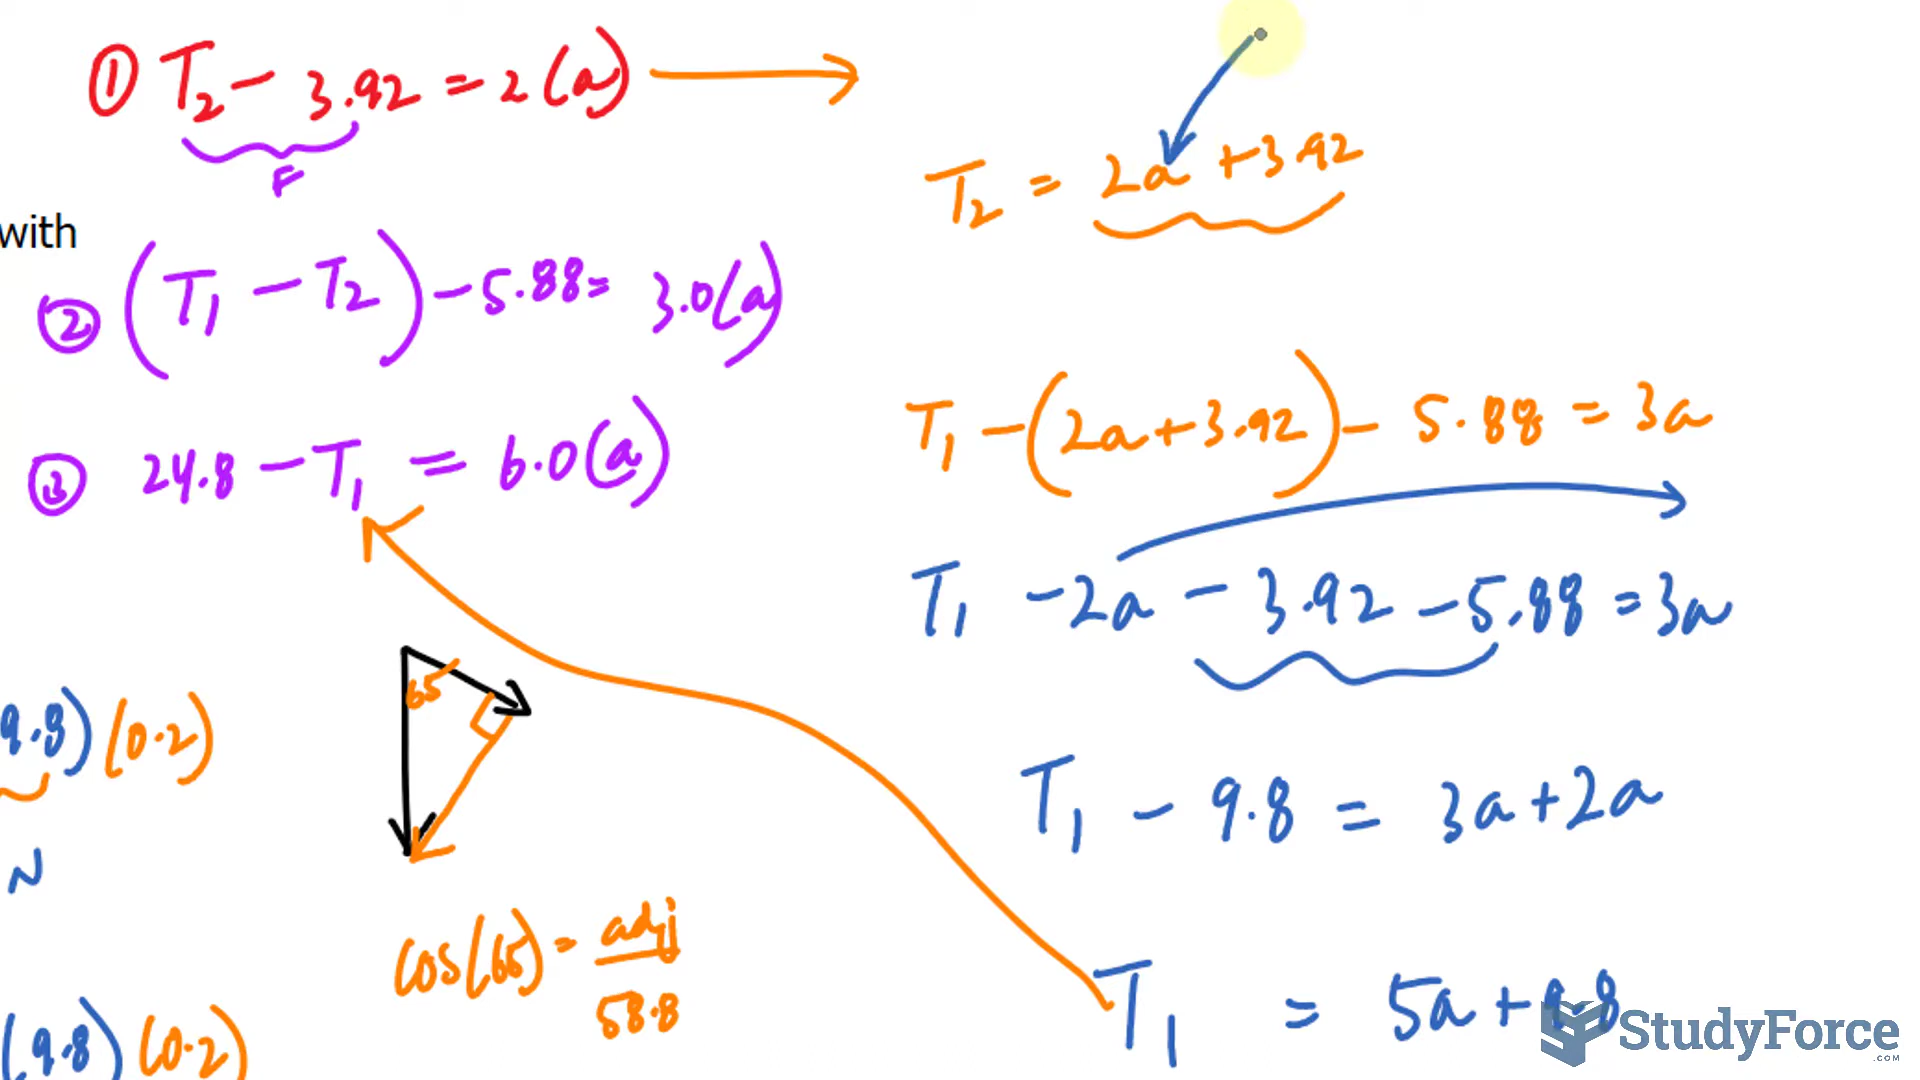 ① T₂ - 3.92 = 2(a)
F
with
② (T₁ - T₂) - 5.88 = 3.0(a)
③ 24.8 - T₁ = 6.0(a)
65
9.8)(0.2)
N
cos(65) = adj/58.8
(9.8)(0.2)
T₂ = 2a + 3.92
T₁ - (2a + 3.92) - 5.88 = 3a
T₁ - 2a - 3.92 - 5.88 = 3a
T₁ - 9.8 = 3a + 2a
T₁ = 5a + 9.8
StudyForce
.COM